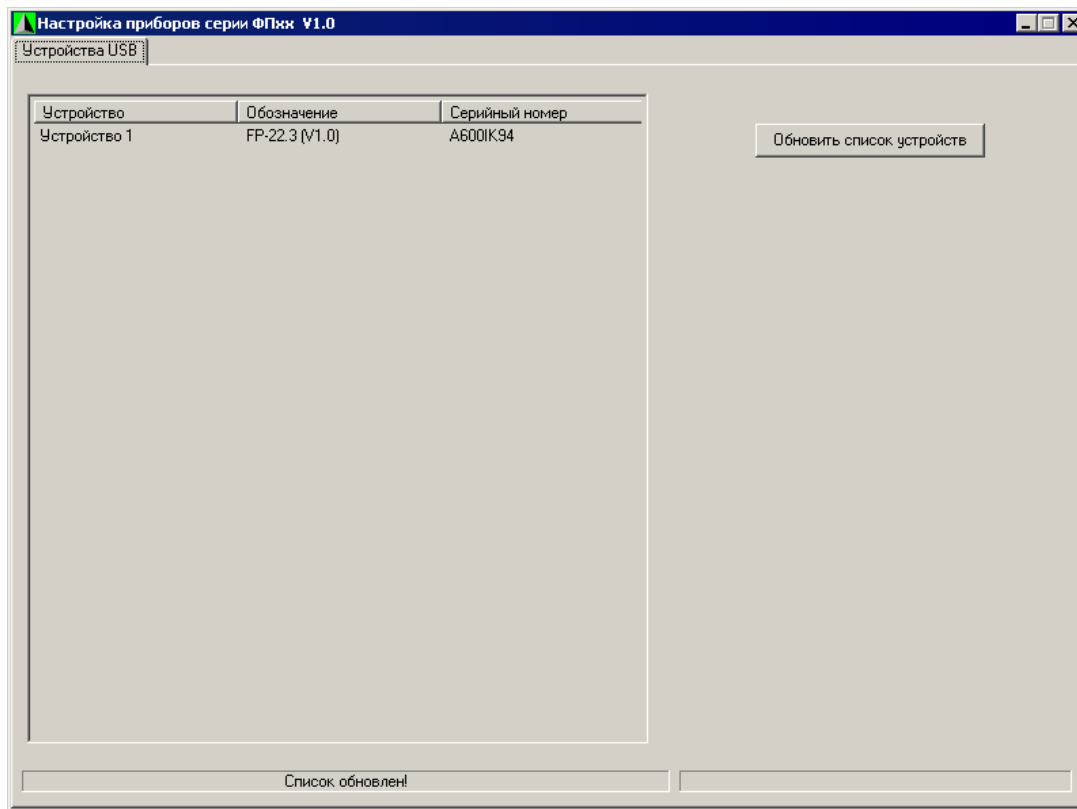 Настройка приборов серии ФПхх V1.0
Устройства USB
Устройство Обозначение Серийный номер
Устройство 1 FP-22.3 (V1.0) A600IK94
Обновить список устройств
Список обновлен!